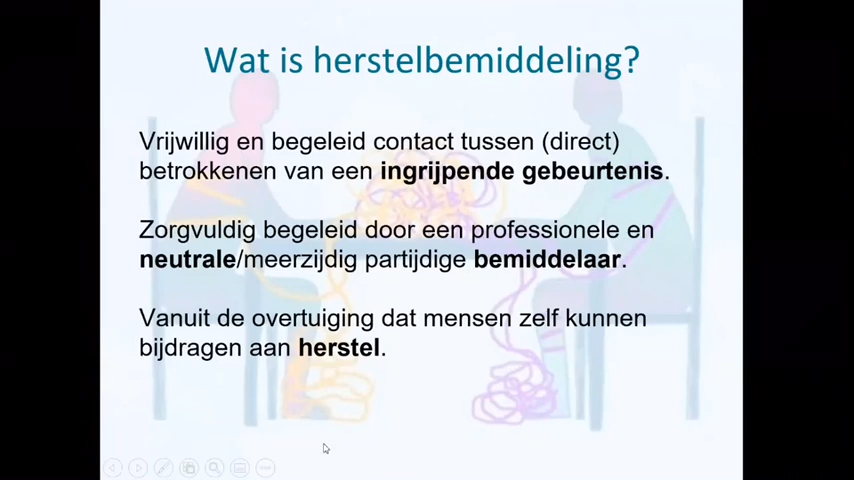 Wat is herstelbemiddeling?
Vrijwillig en begeleid contact tussen (direct)
betrokkenen van een ingrijpende gebeurtenis.
Zorgvuldig begeleid door een professionele en
neutrale/meerzijdig partijdige bemiddelaar.
Vanuit de overtuiging dat mensen zelf kunnen
bijdragen aan herstel.